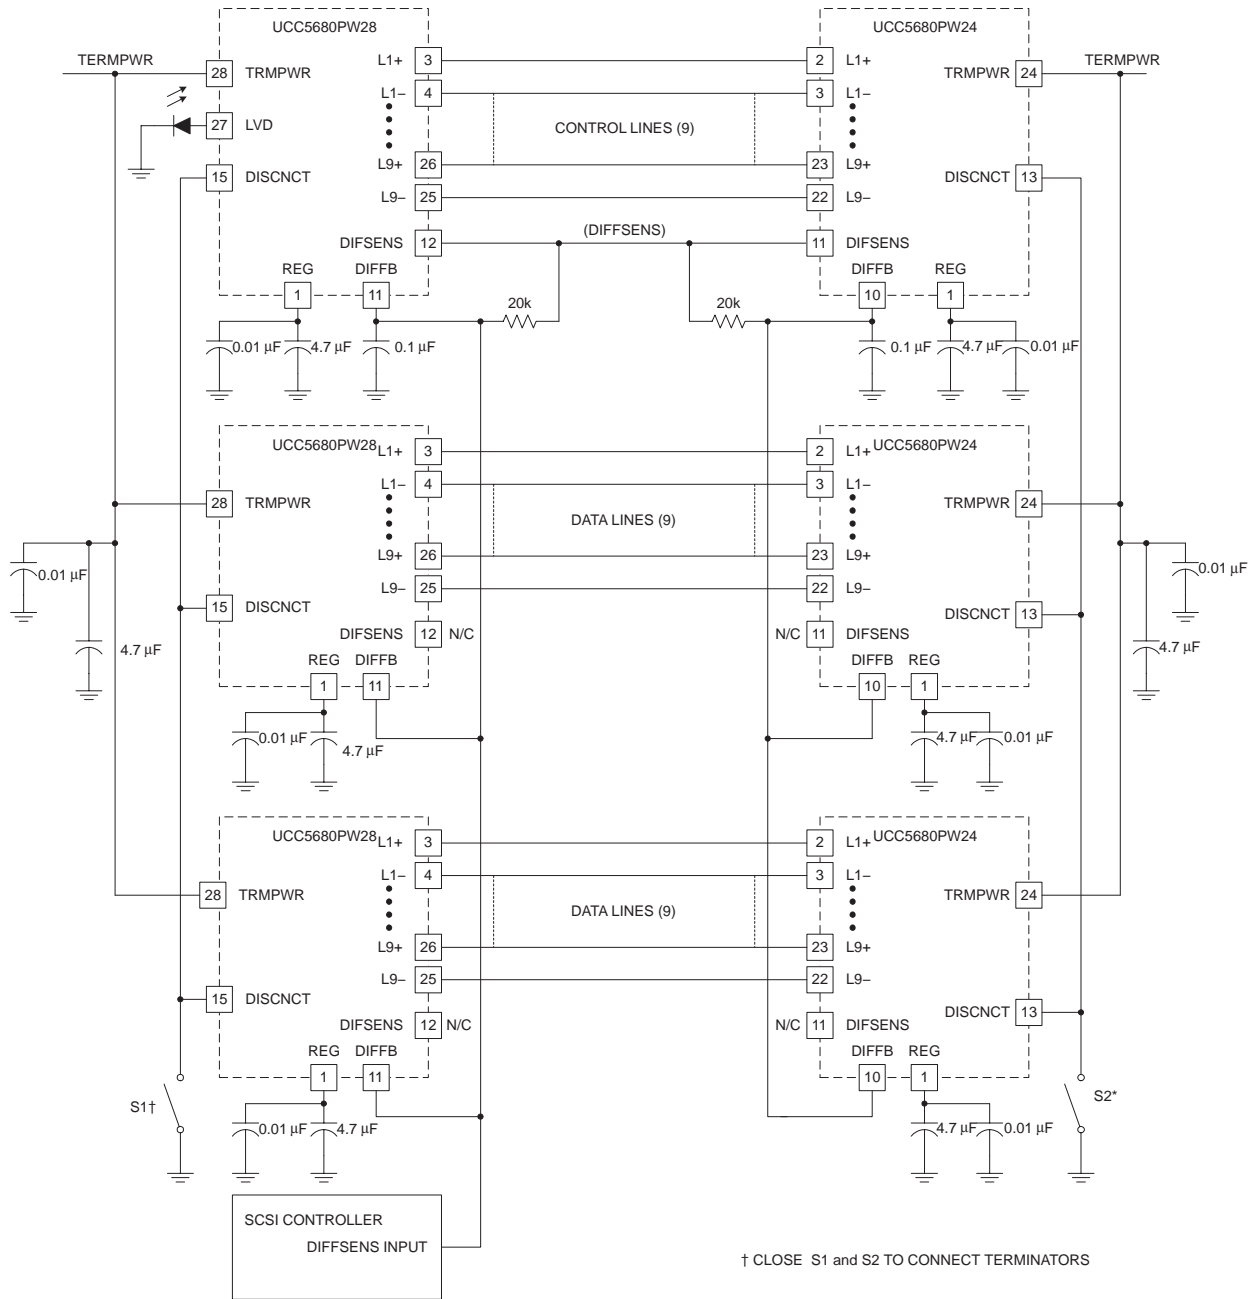 UCC5680PW28
UCC5680PW24
TERMPWR
28 TRMPWR
L1+ 3
2 L1+
TRMPWR 24
TERMPWR
L1– 4
3 L1–
27 LVD
CONTROL LINES (9)
L9+ 26
23 L9+
15 DISCNCT
DISCNCT 13
L9– 25
22 L9–
(DIFFSENS)
DIFSENS 12
11 DIFSENS
REG DIFFB
DIFFB REG
1 11
10 1
20k
20k
0.01 μF 4.7 μF 0.1 μF
0.1 μF 4.7 μF 0.01 μF
UCC5680PW28
UCC5680PW24
L1+ 3
2 L1+
L1– 4
3 L1–
28 TRMPWR
TRMPWR 24
DATA LINES (9)
L9+ 26
23 L9+
0.01 μF
0.01 μF
L9– 25
22 L9–
15 DISCNCT
DISCNCT 13
DIFSENS 12 N/C
N/C 11 DIFSENS
4.7 μF
4.7 μF
REG DIFFB
DIFFB REG
1 11
10 1
0.01 μF 4.7 μF
4.7 μF 0.01 μF
UCC5680PW28
UCC5680PW24
L1+ 3
2 L1+
L1– 4
3 L1–
28 TRMPWR
TRMPWR 24
DATA LINES (9)
L9+ 26
23 L9+
L9– 25
22 L9–
15 DISCNCT
DISCNCT 13
DIFSENS 12 N/C
N/C 11 DIFSENS
REG DIFFB
DIFFB REG
1 11
10 1
S1†
S2*
0.01 μF 4.7 μF
4.7 μF 0.01 μF
SCSI CONTROLLER
DIFFSENS INPUT
† CLOSE S1 and S2 TO CONNECT TERMINATORS